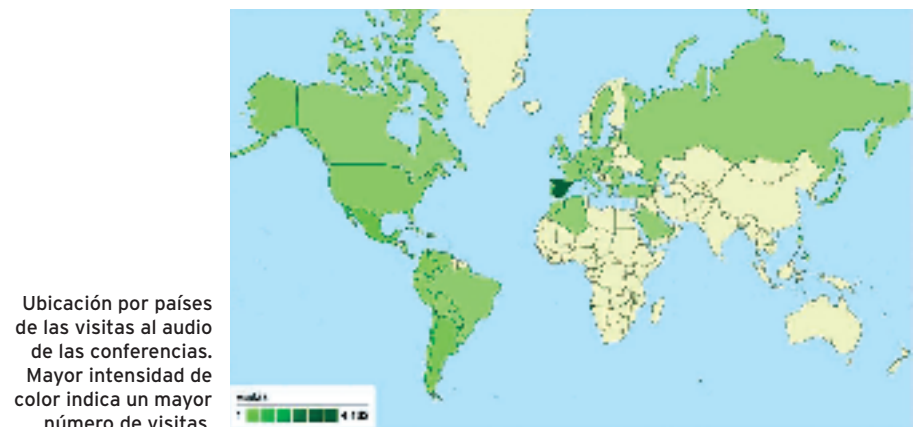 Ubicación por países
de las visitas al audio
de las conferencias.
Mayor intensidad de
color indica un mayor
número de visitas.